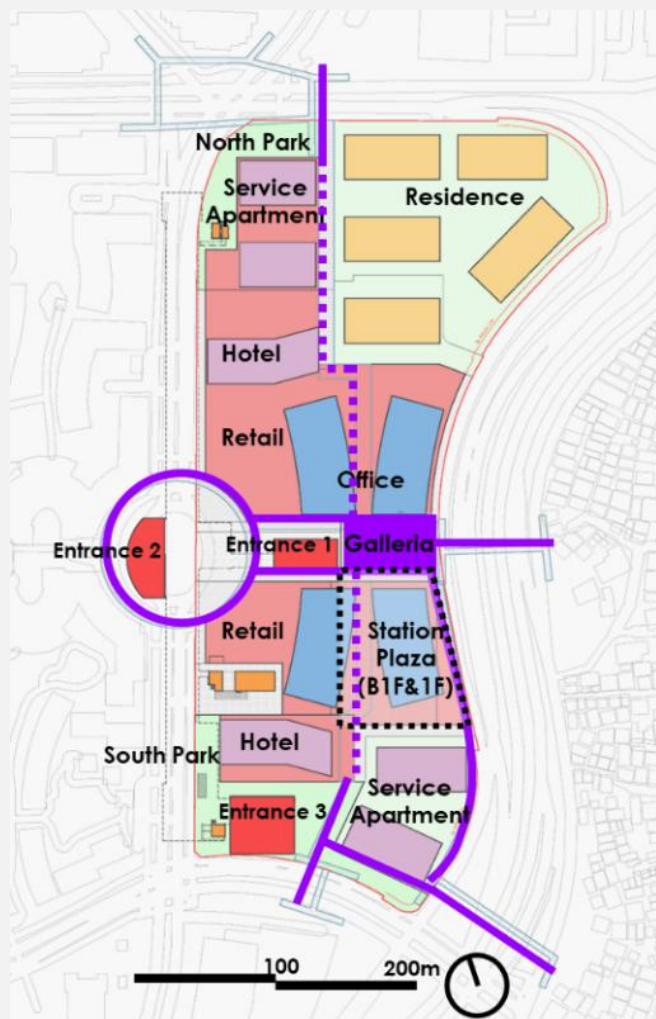 North Park
Service
Apartment
Residence
Hotel
Retail
Office
Entrance 2
Entrance 1
Galleria
Retail
Station
Plaza
(B1F&1F)
Hotel
South Park
Service
Apartment
Entrance 3
100
200m